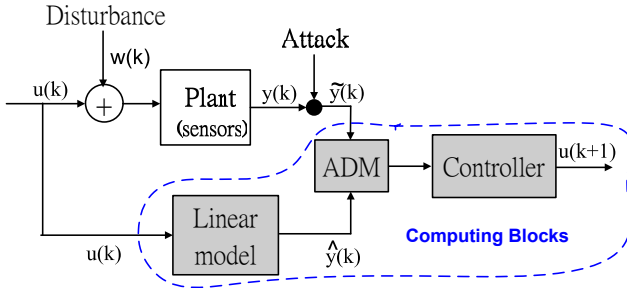 Disturbance
w(k)
Attack
u(k)
+
Plant
(sensors)
y(k)
ỹ(k)
ADM
Controller
u(k+1)
Linear
model
u(k)
ŷ(k)
Computing Blocks